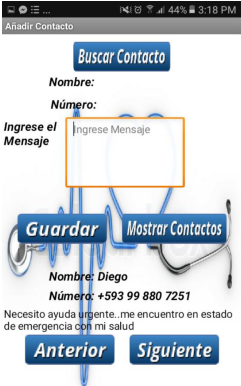 44% 3:18 PM
Añadir Contacto
Buscar Contacto
Nombre:
Número:
Ingrese el
Mensaje
Ingrese Mensaje
Guardar
Mostrar Contactos
Nombre: Diego
Número: +593 99 880 7251
Necesito ayuda urgente..me encuentro en estado
de emergencia con mi salud
Anterior
Siguiente